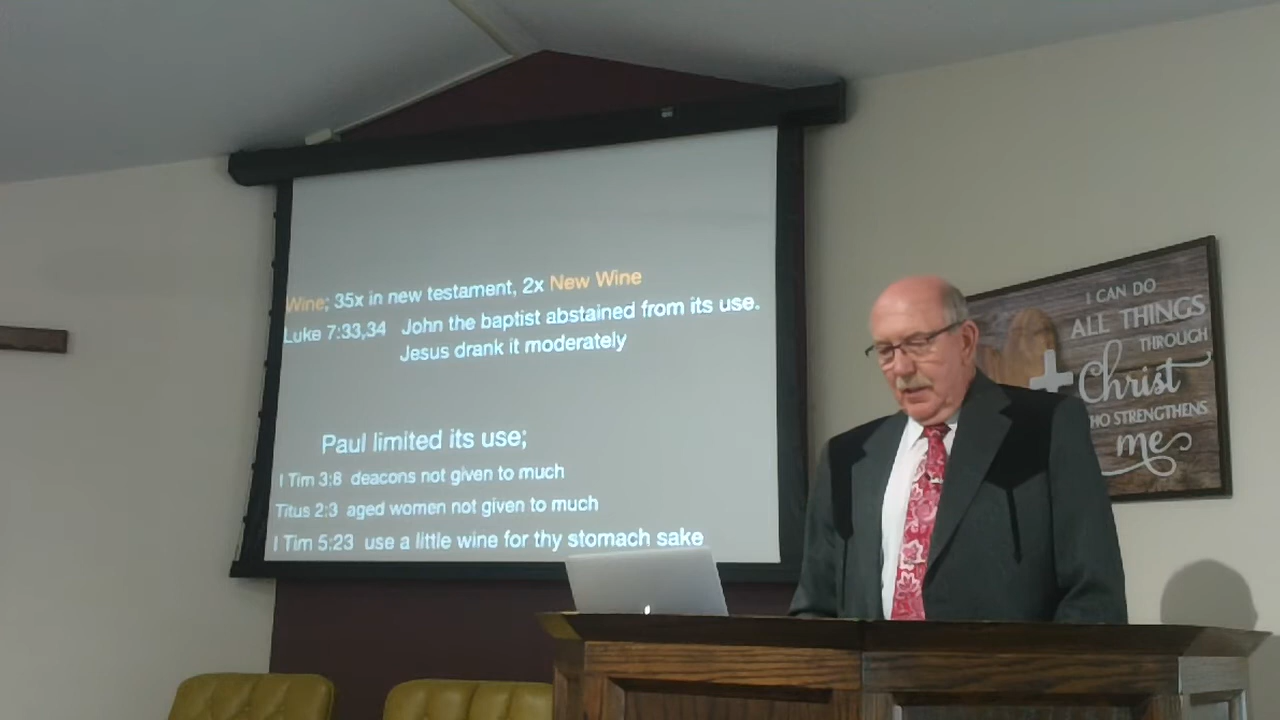 Wine; 35x in new testament, 2x New Wine
Luke 7:33,34 John the baptist abstained from its use.
Jesus drank it moderately
Paul limited its use;
I Tim 3:8 deacons not given to much
Titus 2:3 aged women not given to much
I Tim 5:23 use a little wine for thy stomach sake
I CAN DO
ALL THINGS
THROUGH
Christ
HO STRENGTHENS
me